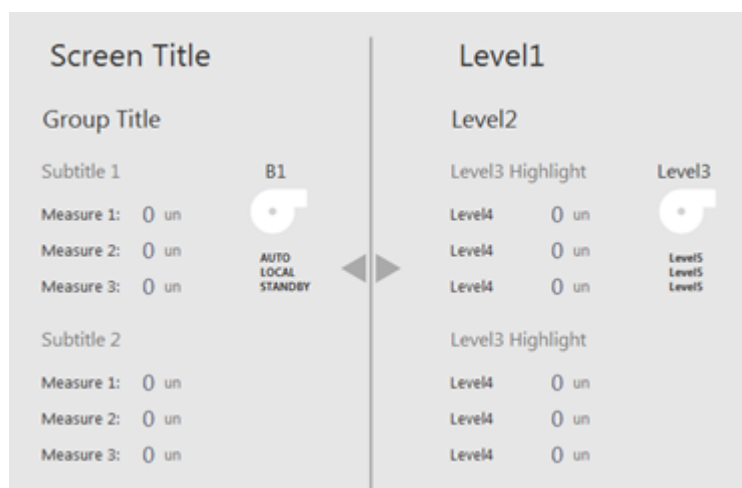 Screen Title
Group Title
Subtitle 1
B1
Measure 1: 0 un
Measure 2: 0 un
Measure 3: 0 un
AUTO
LOCAL
STANDBY
Subtitle 2
Measure 1: 0 un
Measure 2: 0 un
Measure 3: 0 un
Level1
Level2
Level3 Highlight
Level3
Level4 0 un
Level4 0 un
Level4 0 un
Level5
Level5
Level5
Level3 Highlight
Level4 0 un
Level4 0 un
Level4 0 un